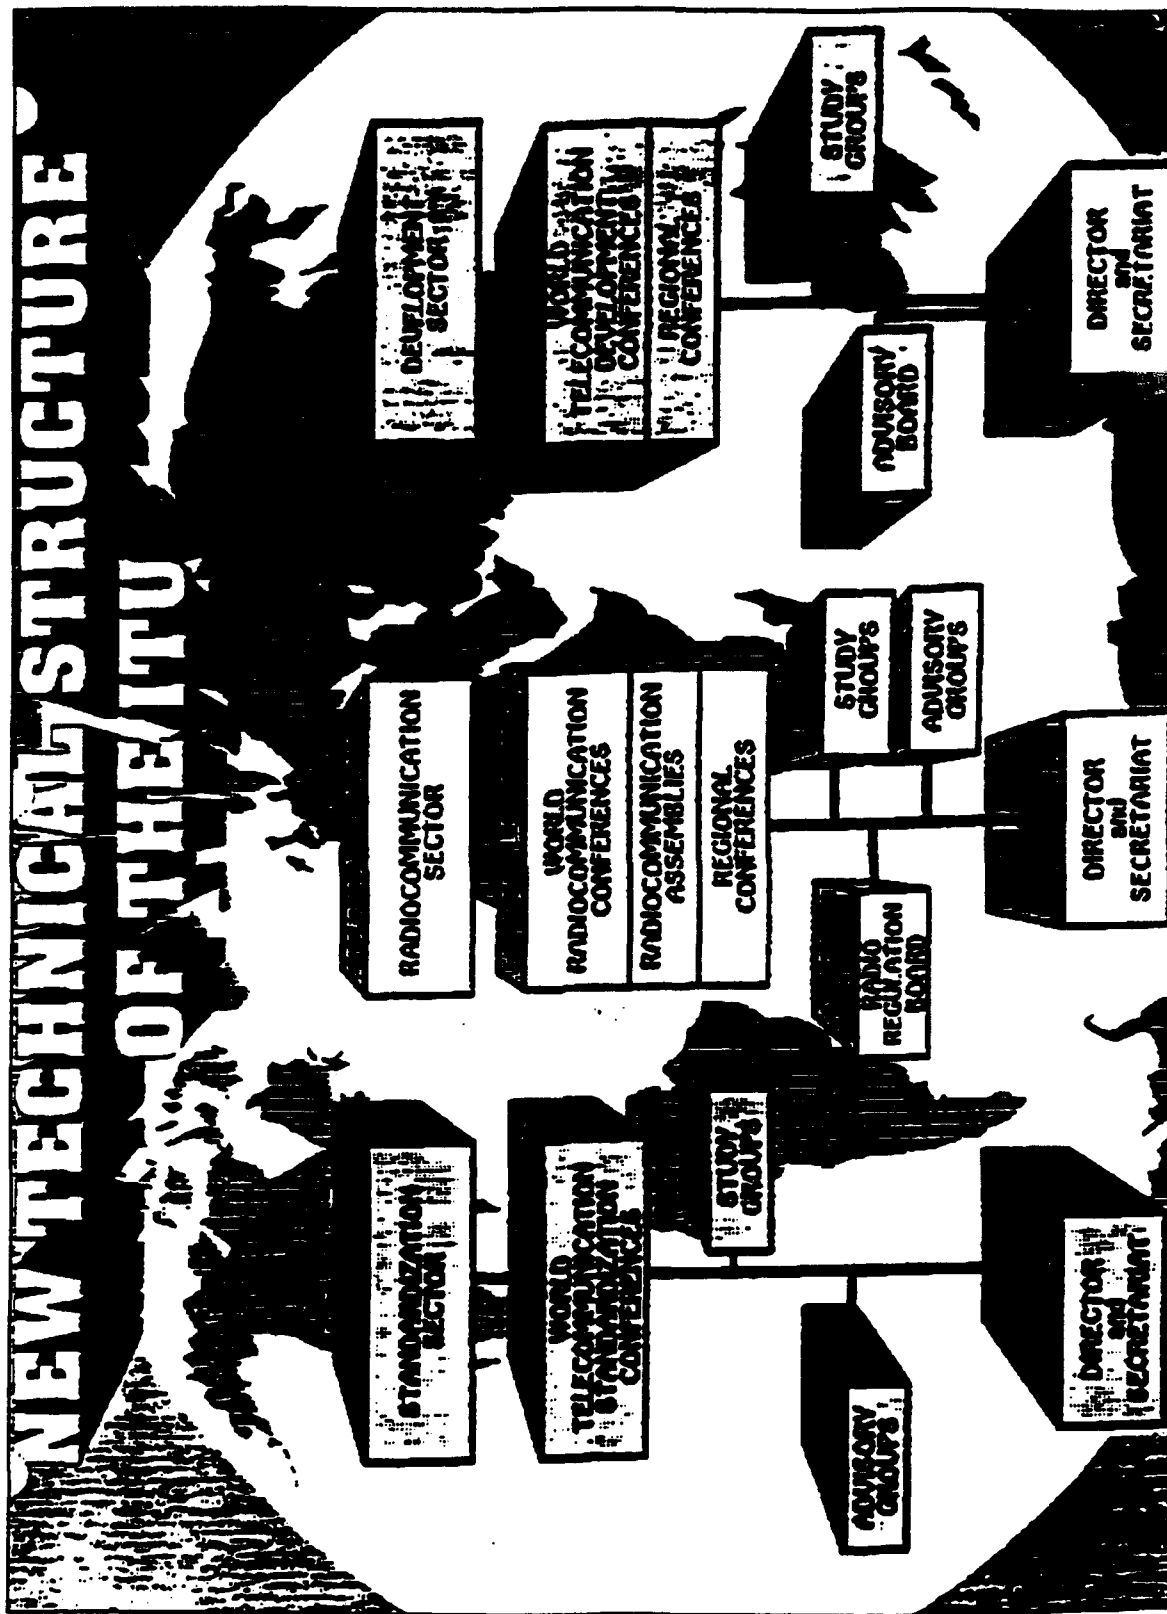 NEW TECHNICAL STRUCTURE
OF THE ITU
STANDARDIZATION
SECTOR
WORLD
TELECOMMUNICATION
STANDARDIZATION
CONFERENCES
STUDY
GROUPS
ADVISORY
GROUPS
DIRECTOR
and
SECRETARIAT
RADIOCOMMUNICATION
SECTOR
WORLD
RADIOCOMMUNICATION
CONFERENCES
RADIOCOMMUNICATION
ASSEMBLIES
REGIONAL
CONFERENCES
STUDY
GROUPS
ADVISORY
GROUPS
RADIO
REGULATION
BOARD
DIRECTOR
and
SECRETARIAT
DEVELOPMENT
SECTOR
WORLD
TELECOMMUNICATION
DEVELOPMENT
CONFERENCES
REGIONAL
CONFERENCES
STUDY
GROUPS
ADVISORY
BOARD
DIRECTOR
and
SECRETARIAT